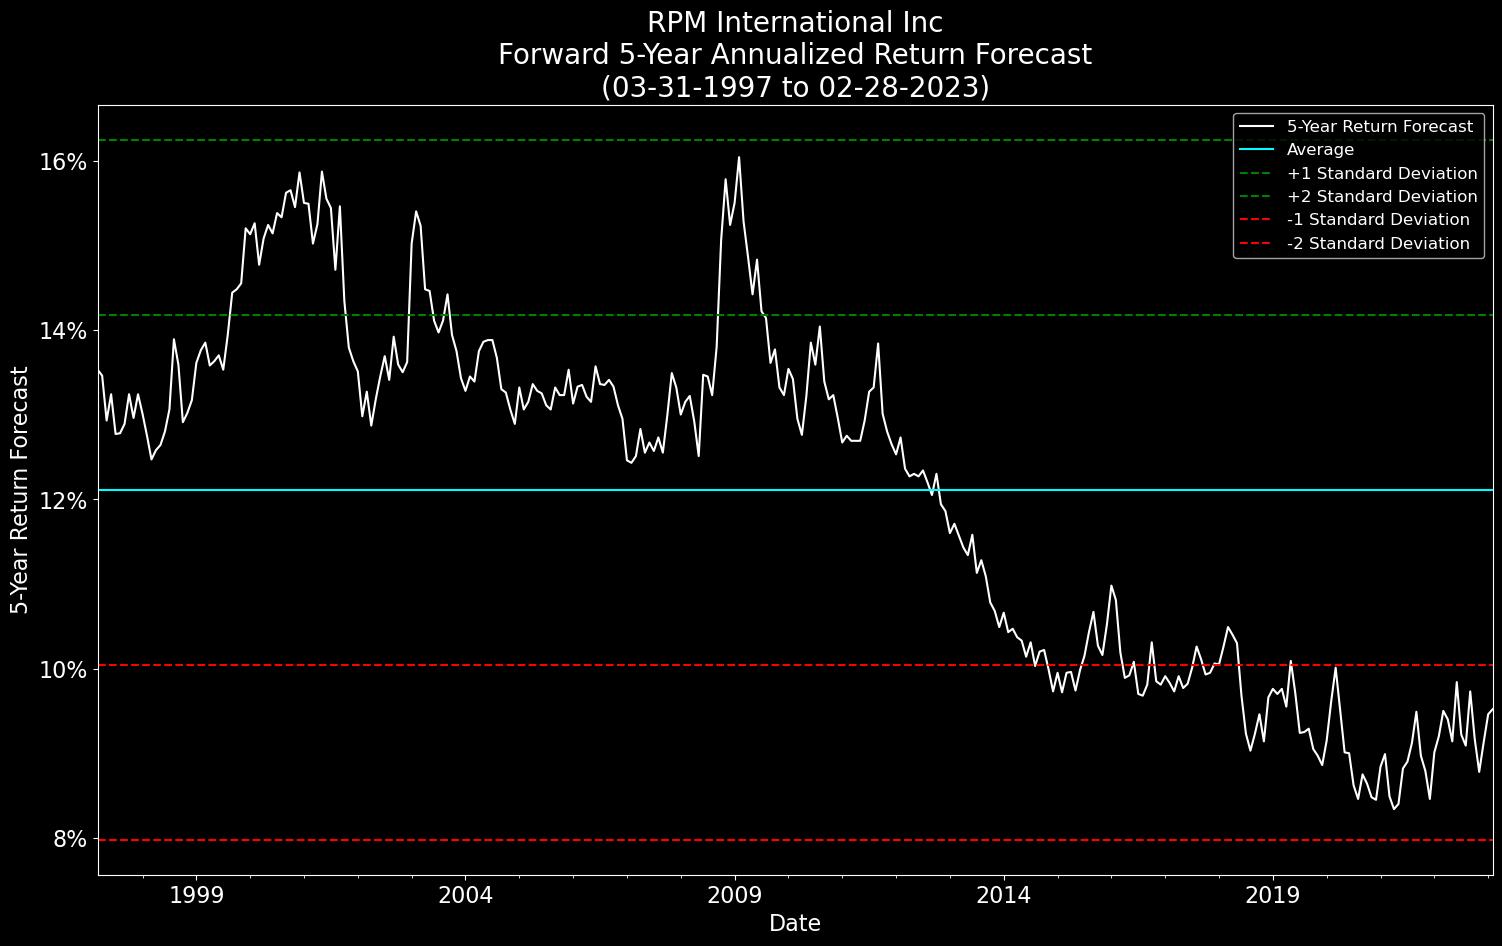 RPM International Inc
Forward 5-Year Annualized Return Forecast
(03-31-1997 to 02-28-2023)
5-Year Return Forecast
Average
+1 Standard Deviation
+2 Standard Deviation
-1 Standard Deviation
-2 Standard Deviation
16%
14%
12%
10%
8%
5-Year Return Forecast
1999 2004 2009 2014 2019
Date